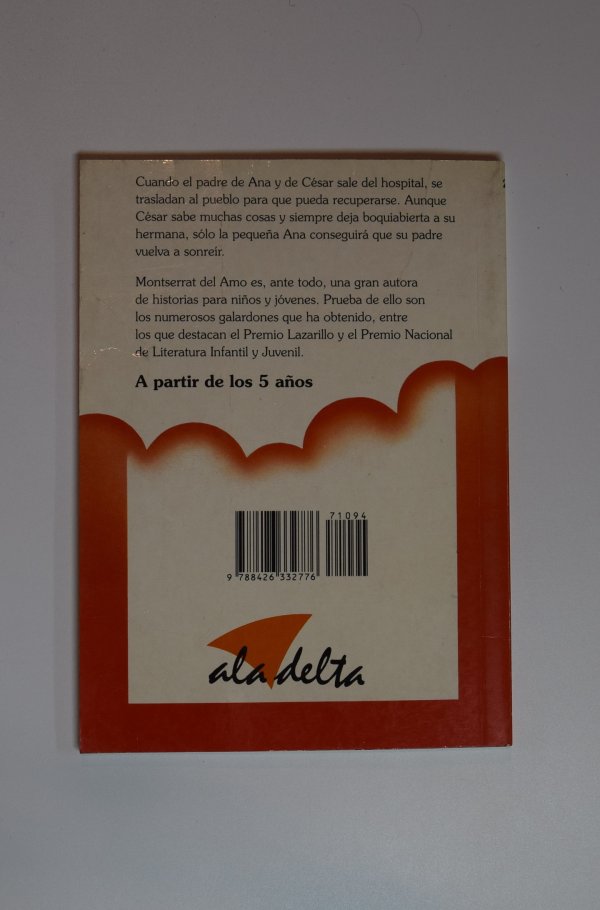 Cuando el padre de Ana y de César sale del hospital, se
trasladan al pueblo para que pueda recuperarse. Aunque
César sabe muchas cosas y siempre deja boquiabierta a su
hermana, sólo la pequeña Ana conseguirá que su padre
vuelva a sonreír.
Montserrat del Amo es, ante todo, una gran autora
de historias para niños y jóvenes. Prueba de ello son
los numerosos galardones que ha obtenido, entre
los que destacan el Premio Lazarillo y el Premio Nacional
de Literatura Infantil y Juvenil.
A partir de los 5 años
71094
9 788426 332776
ala delta